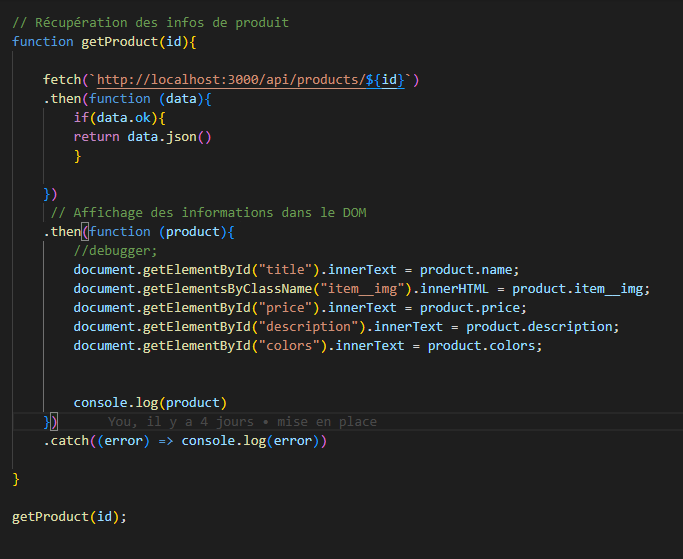 // Récupération des infos de produit
function getProduct(id){
fetch(`http://localhost:3000/api/products/${id}`)
.then(function (data){
if(data.ok){
return data.json()
}
})
// Affichage des informations dans le DOM
.then(function (product){
//debugger;
document.getElementById("title").innerText = product.name;
document.getElementsByClassName("item__img").innerHTML = product.item__img;
document.getElementById("price").innerText = product.price;
document.getElementById("description").innerText = product.description;
document.getElementById("colors").innerText = product.colors;
console.log(product)
}) You, il y a 4 jours • mise en place
.catch((error) => console.log(error))
}
getProduct(id);